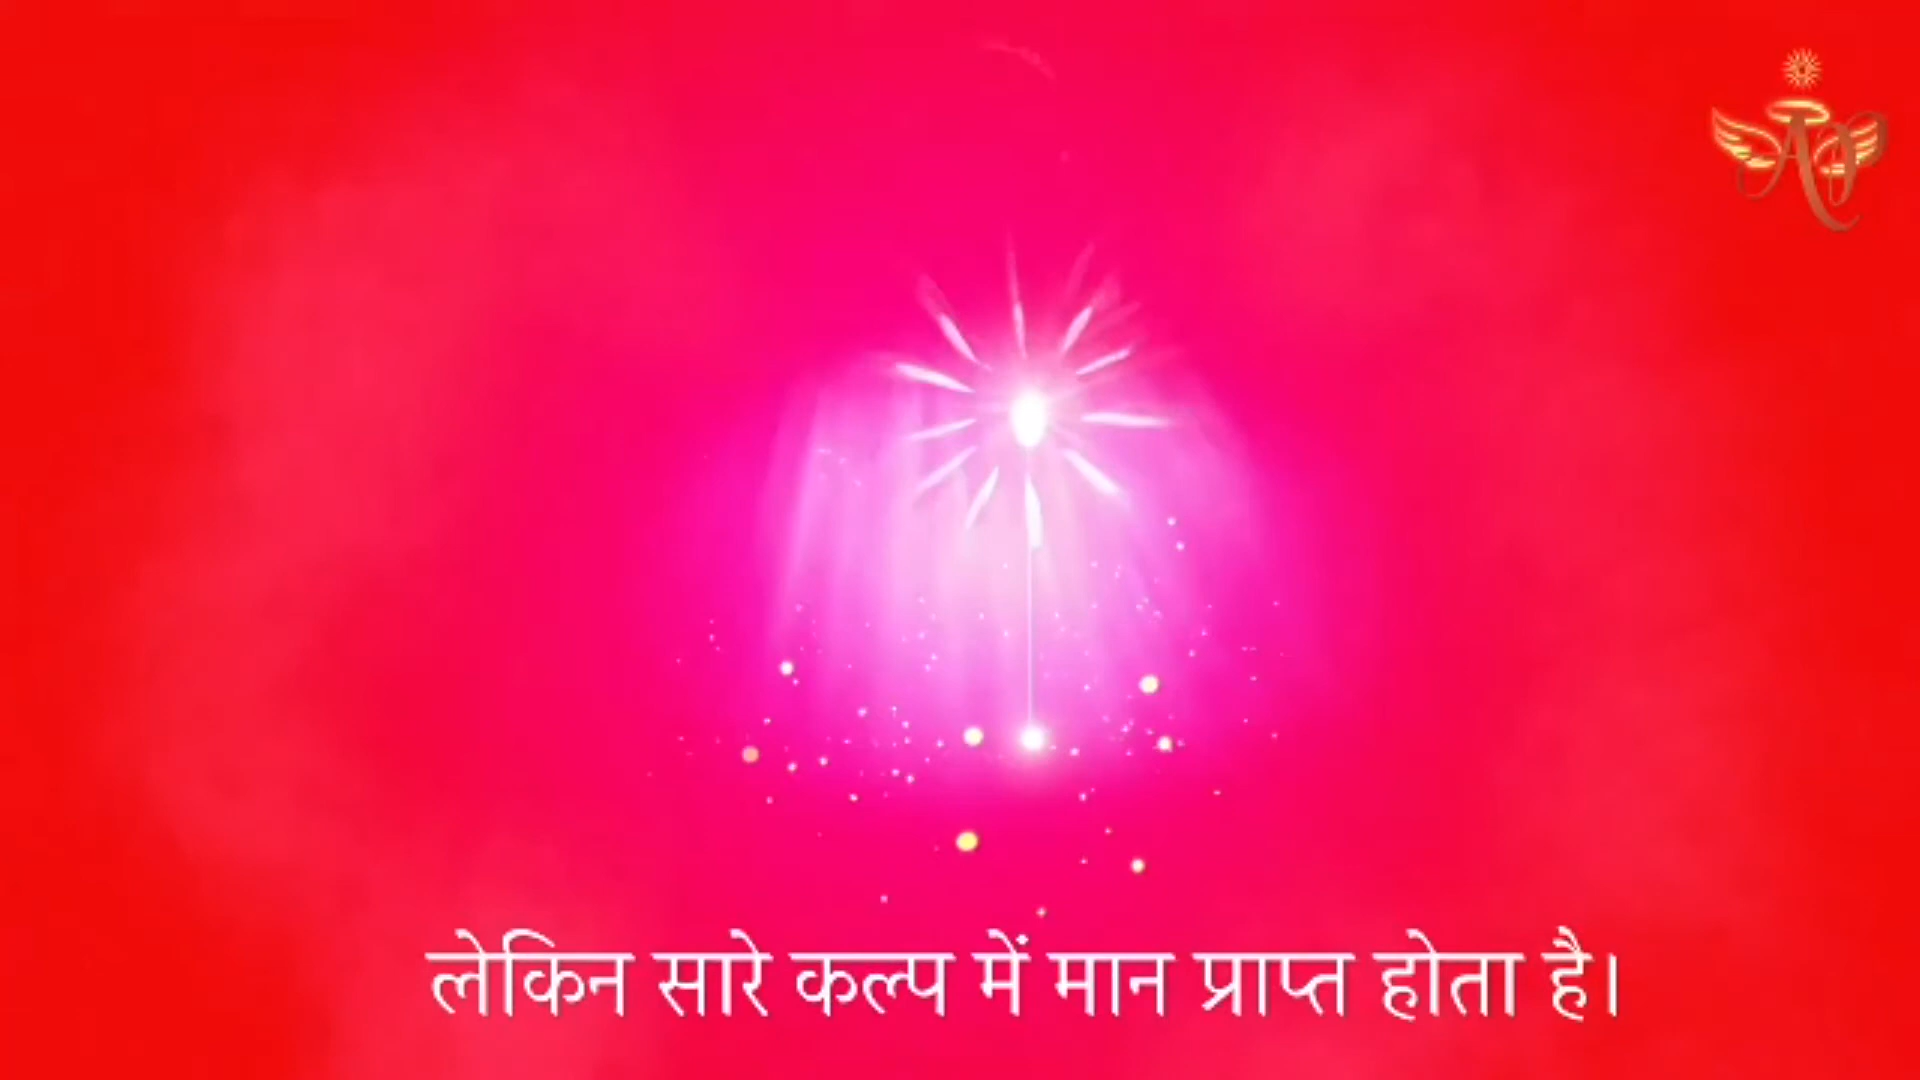 लेकिन सारे कल्प में मान प्राप्त होता है।